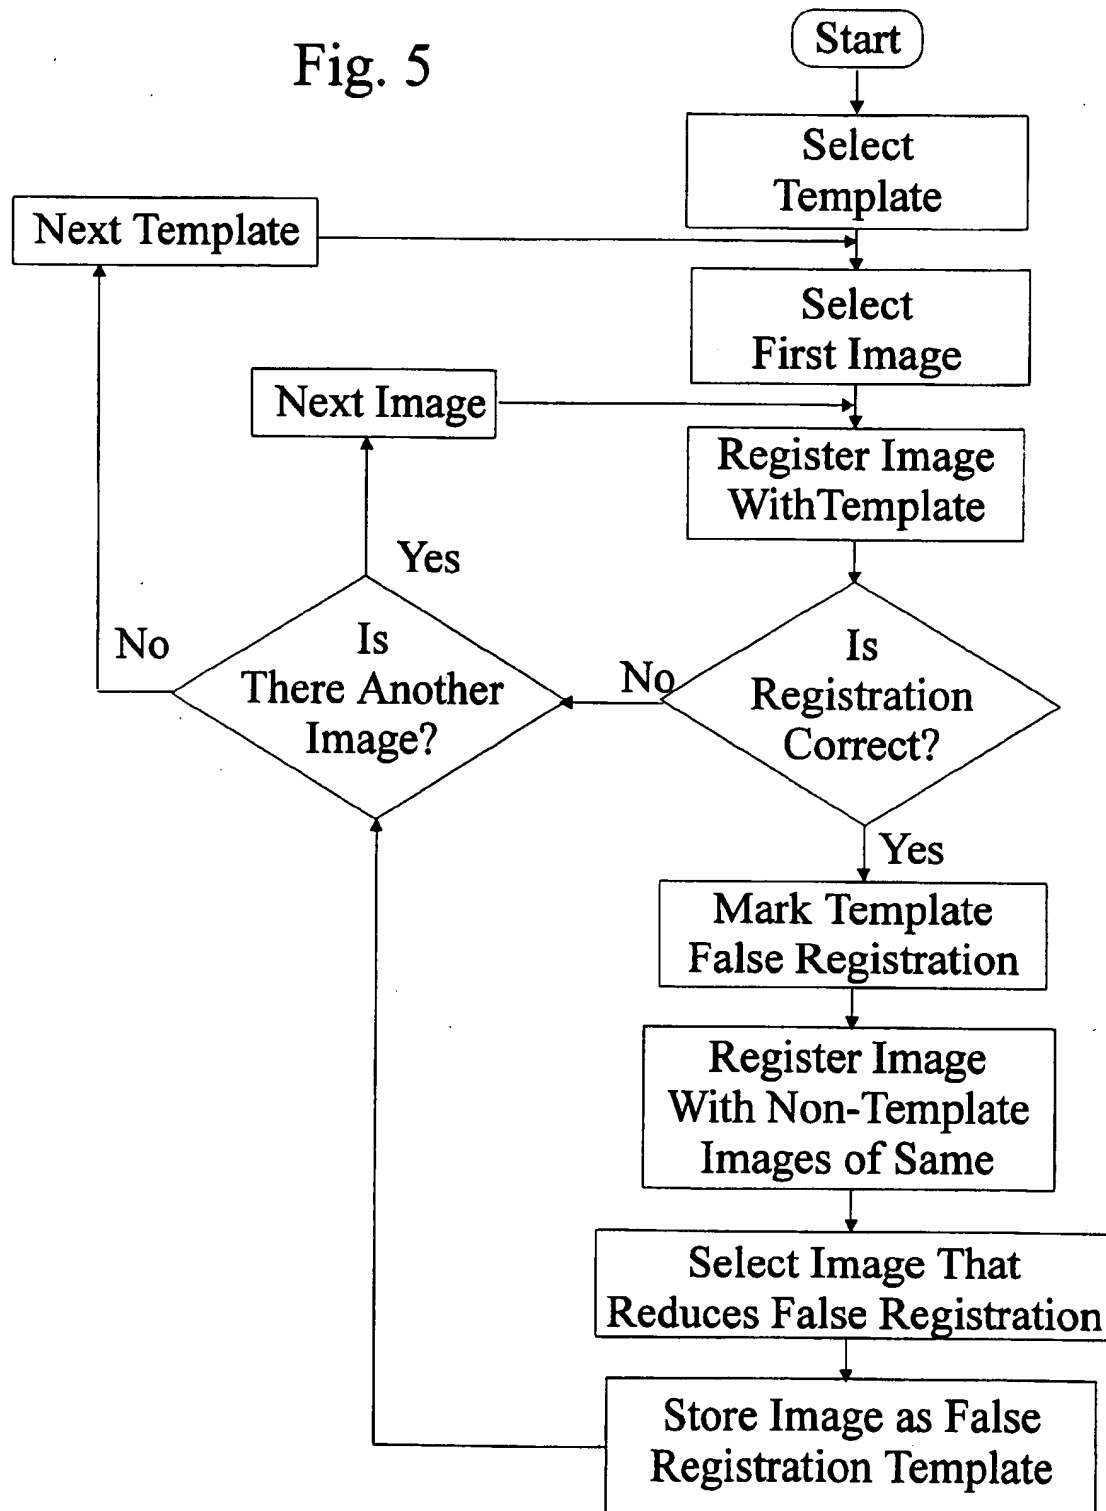 Fig. 5
Start
Select
Template
Next Template
Select
First Image
Next Image
Register Image
WithTemplate
Yes
No
Is
There Another
Image?
No
Is
Registration
Correct?
Yes
Mark Template
False Registration
Register Image
With Non-Template
Images of Same
Select Image That
Reduces False Registration
Store Image as False
Registration Template